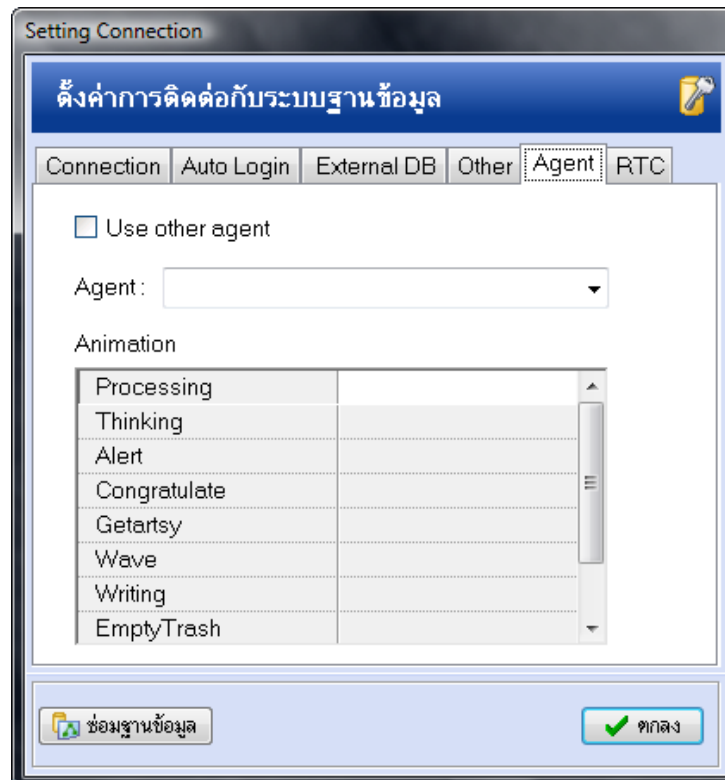 Setting Connection
ตั้งค่าการติดต่อกับระบบฐานข้อมูล
Connection Auto Login External DB Other Agent RTC
Use other agent
Agent :
Animation
Processing
Thinking
Alert
Congratulate
Getartsy
Wave
Writing
EmptyTrash
ซ่อมฐานข้อมูล ตกลง